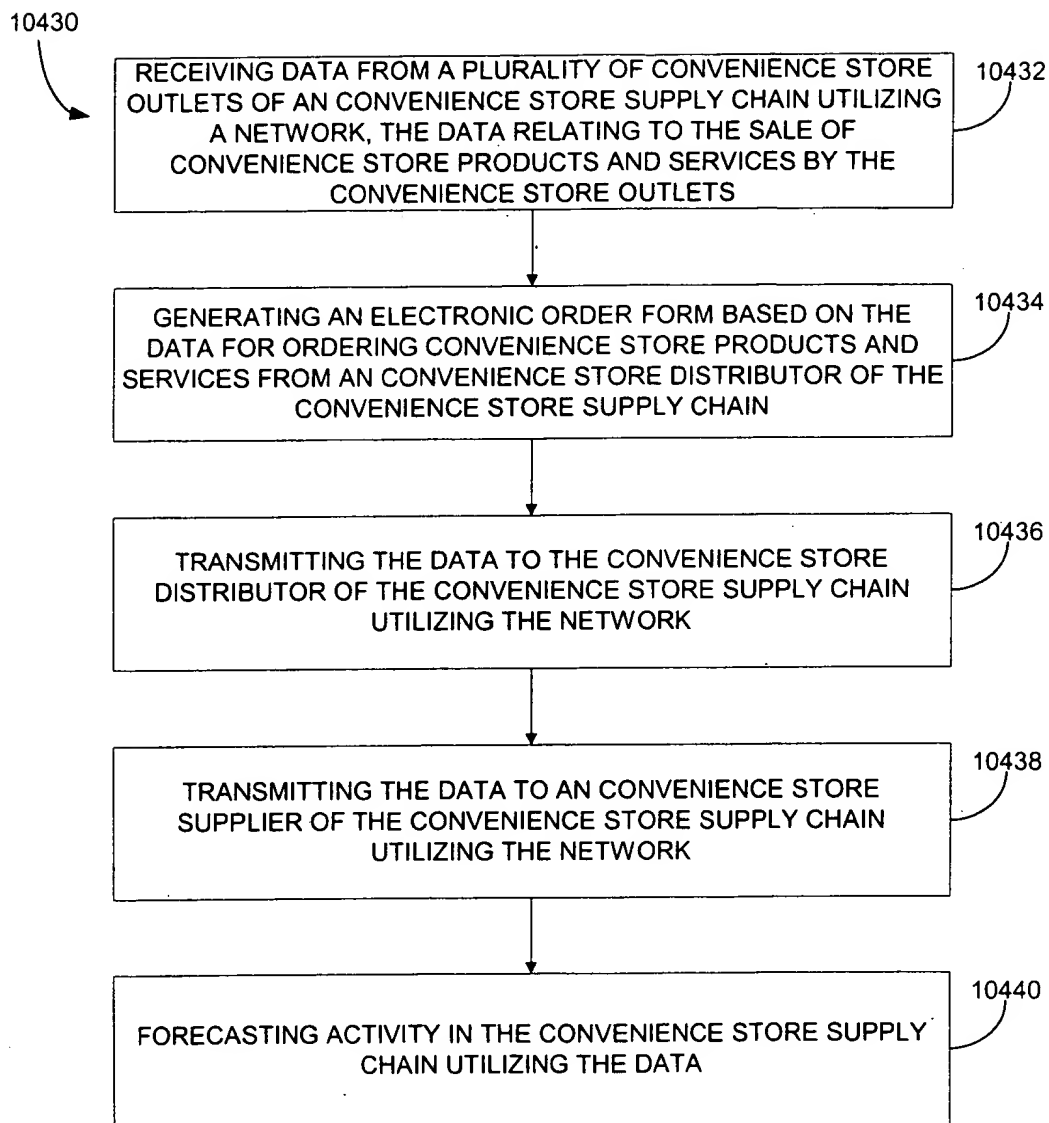 10430
RECEIVING DATA FROM A PLURALITY OF CONVENIENCE STORE
OUTLETS OF AN CONVENIENCE STORE SUPPLY CHAIN UTILIZING
A NETWORK, THE DATA RELATING TO THE SALE OF
CONVENIENCE STORE PRODUCTS AND SERVICES BY THE
CONVENIENCE STORE OUTLETS
10432
GENERATING AN ELECTRONIC ORDER FORM BASED ON THE
DATA FOR ORDERING CONVENIENCE STORE PRODUCTS AND
SERVICES FROM AN CONVENIENCE STORE DISTRIBUTOR OF THE
CONVENIENCE STORE SUPPLY CHAIN
10434
TRANSMITTING THE DATA TO THE CONVENIENCE STORE
DISTRIBUTOR OF THE CONVENIENCE STORE SUPPLY CHAIN
UTILIZING THE NETWORK
10436
TRANSMITTING THE DATA TO AN CONVENIENCE STORE
SUPPLIER OF THE CONVENIENCE STORE SUPPLY CHAIN
UTILIZING THE NETWORK
10438
FORECASTING ACTIVITY IN THE CONVENIENCE STORE SUPPLY
CHAIN UTILIZING THE DATA
10440